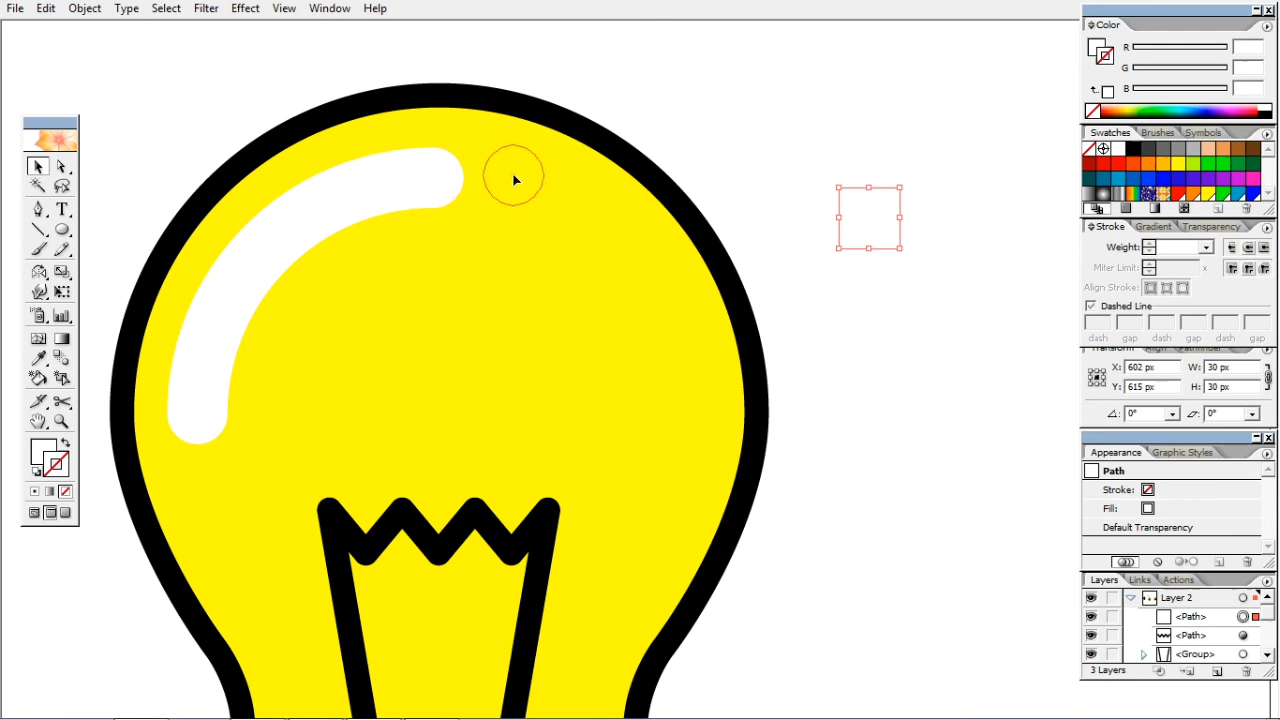 File Edit Object Type Select Filter Effect View Window Help
Color
R
G
B
Swatches Brushes Symbols
Stroke Gradient Transparency
Weight:
Miter Limit: x
Align Stroke:
Dashed Line
dash gap dash gap dash gap
Transform Align Pathfinder
X: 602 px W: 30 px
Y: 615 px H: 30 px
0° 0°
Appearance Graphic Styles
Path
Stroke:
Fill:
Default Transparency
Layers Links Actions
Layer 2
<Path>
<Path>
<Group>
3 Layers